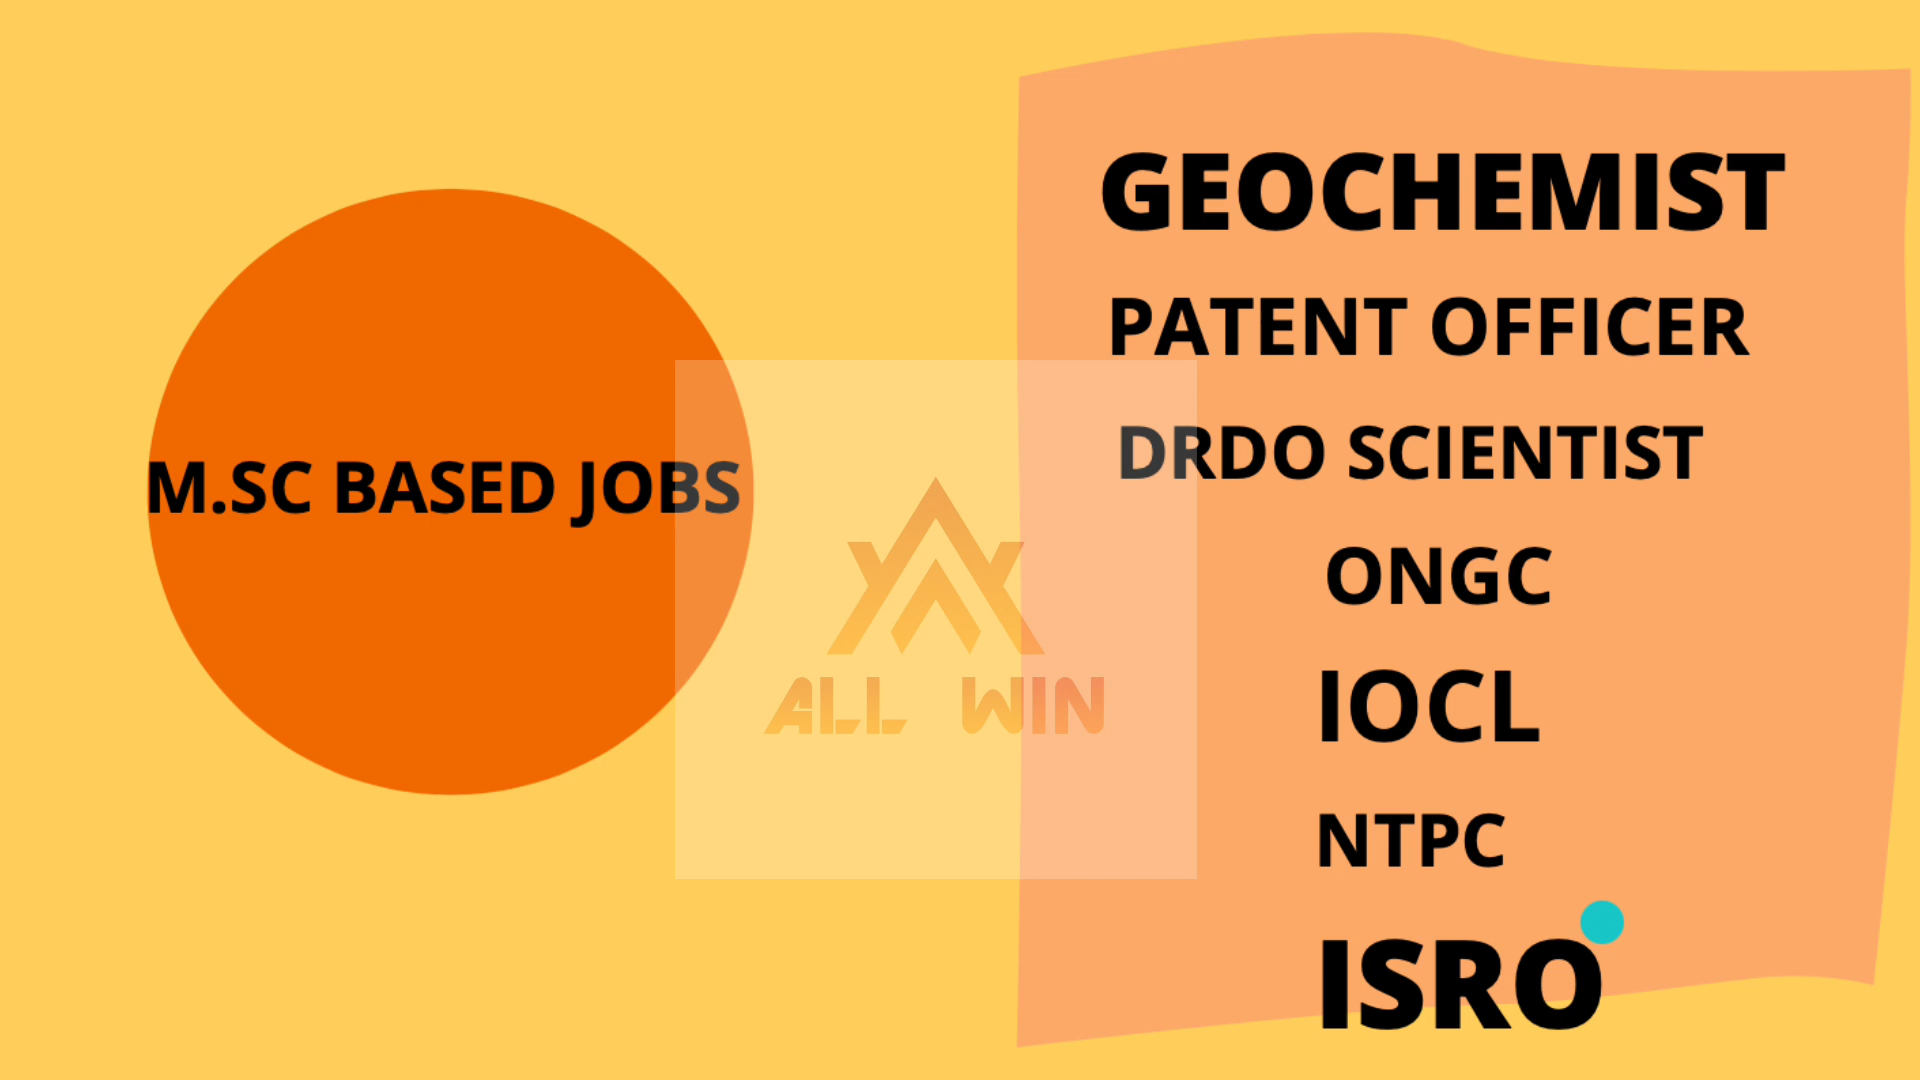 M.SC BASED JOBS
GEOCHEMIST
PATENT OFFICER
DRDO SCIENTIST
ONGC
IOCL
NTPC
ISRO
ALL WIN